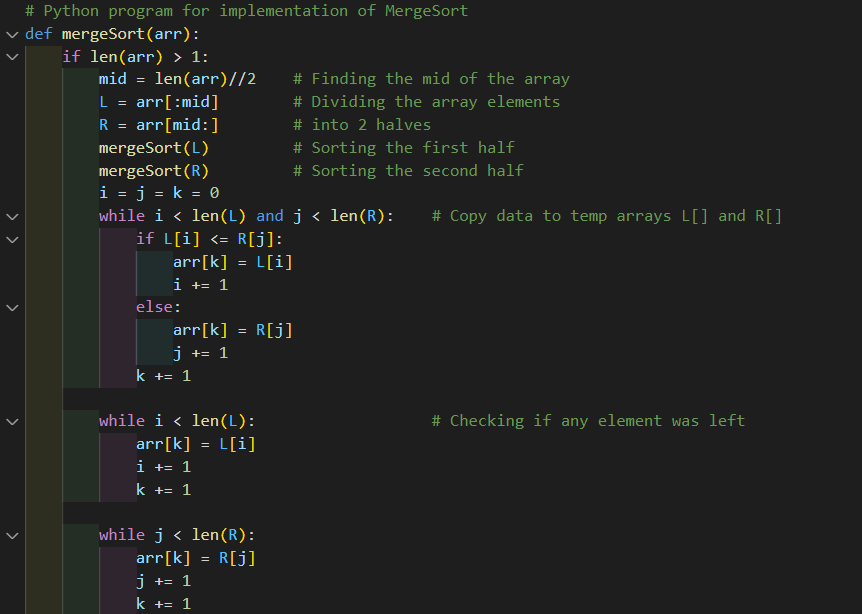 # Python program for implementation of MergeSort
def mergeSort(arr):
    if len(arr) > 1:
        mid = len(arr)//2    # Finding the mid of the array
        L = arr[:mid]        # Dividing the array elements
        R = arr[mid:]        # into 2 halves
        mergeSort(L)         # Sorting the first half
        mergeSort(R)         # Sorting the second half
        i = j = k = 0
        while i < len(L) and j < len(R):    # Copy data to temp arrays L[] and R[]
            if L[i] <= R[j]:
                arr[k] = L[i]
                i += 1
            else:
                arr[k] = R[j]
                j += 1
            k += 1

        while i < len(L):                   # Checking if any element was left
            arr[k] = L[i]
            i += 1
            k += 1

        while j < len(R):
            arr[k] = R[j]
            j += 1
            k += 1